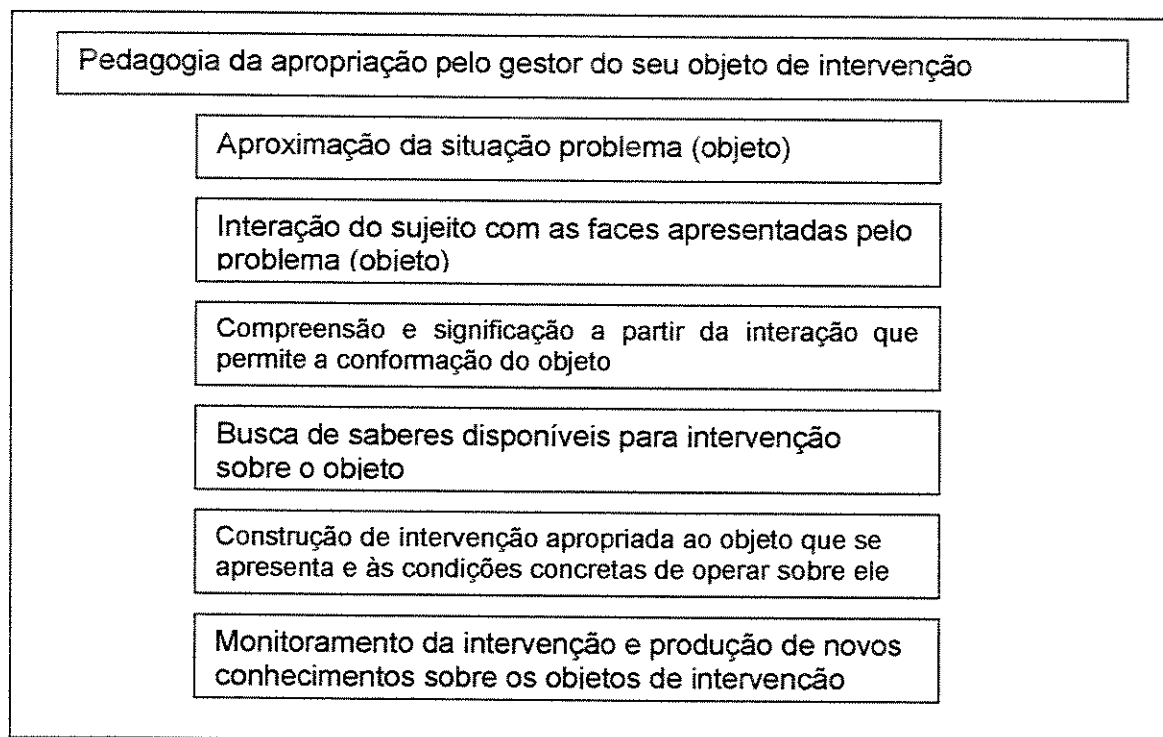 Pedagogia da apropriação pelo gestor do seu objeto de intervenção
Aproximação da situação problema (objeto)
Interação do sujeito com as faces apresentadas pelo
problema (objeto)
Compreensão e significação a partir da interação que
permite a conformação do objeto
Busca de saberes disponíveis para intervenção
sobre o objeto
Construção de intervenção apropriada ao objeto que se
apresenta e às condições concretas de operar sobre ele
Monitoramento da intervenção e produção de novos
conhecimentos sobre os objetos de intervenção